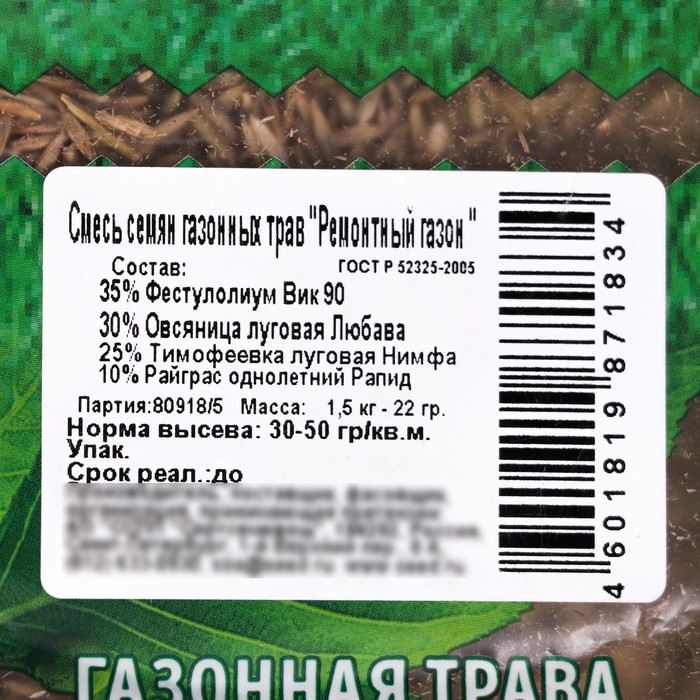 Смесь семян газонных трав "Ремонтный газон"
Состав: ГОСТ Р 52325-2005
35% Фестулолиум Вик 90
30% Овсяница луговая Любава
25% Тимофеевка луговая Нимфа
10% Райграс однолетний Рапид
Партия:80918/5 Масса: 1,5 кг - 22 гр.
Норма высева: 30-50 гр/кв.м.
Упак.
Срок реал.:до
4 601819 871834
ГАЗОННАЯ ТРАВА